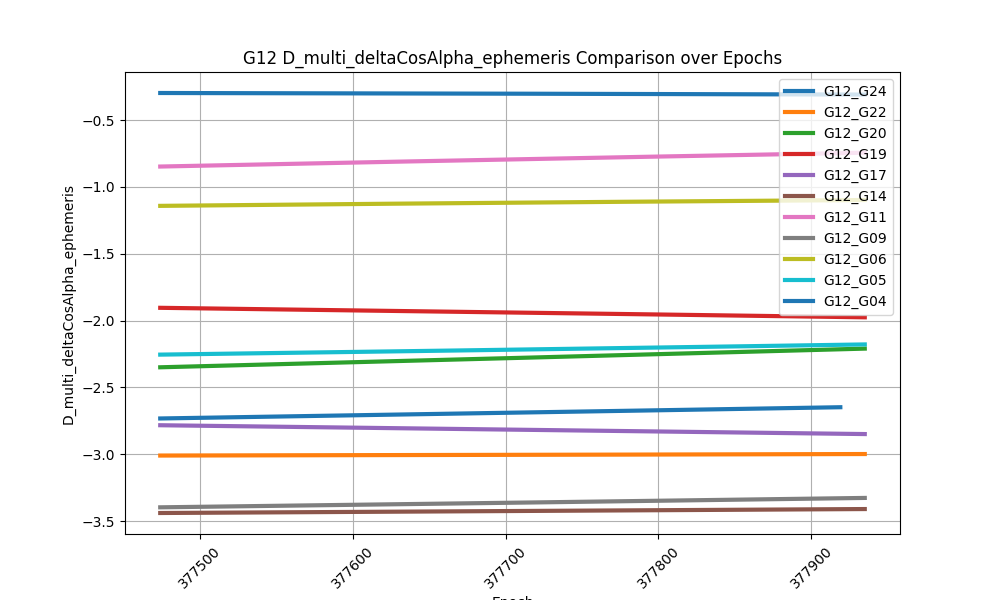 G12 D_multi_deltaCosAlpha_ephemeris Comparison over Epochs
D_multi_deltaCosAlpha_ephemeris
−0.5
−1.0
−1.5
−2.0
−2.5
−3.0
−3.5
G12_G24
G12_G22
G12_G20
G12_G19
G12_G17
G12_G14
G12_G11
G12_G09
G12_G06
G12_G05
G12_G04
377500
377600
377700
377800
377900
Epoch